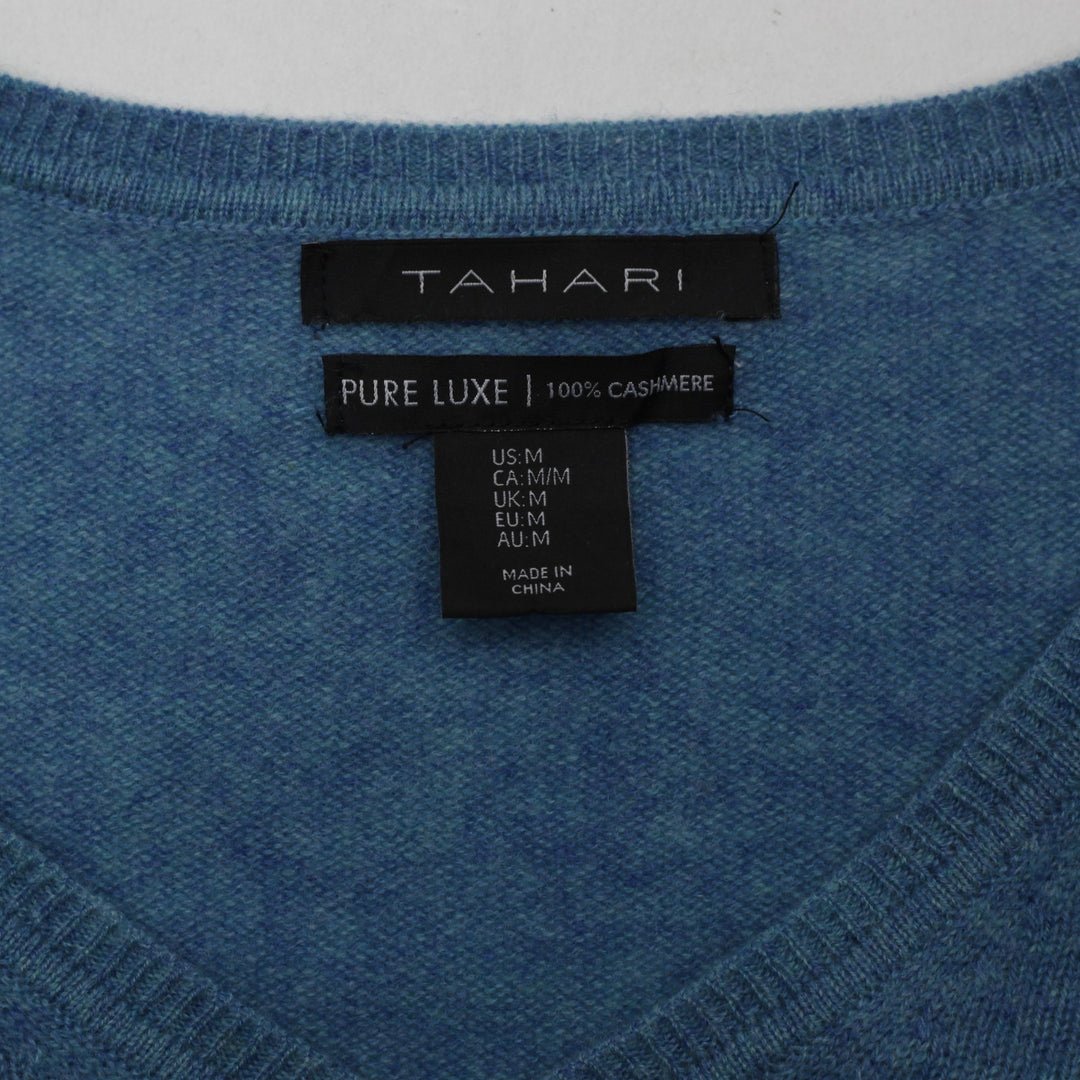 TAHARI
PURE LUXE | 100% CASHMERE
US:M
CA:M/M
UK:M
EU:M
AU:M
MADE IN
CHINA